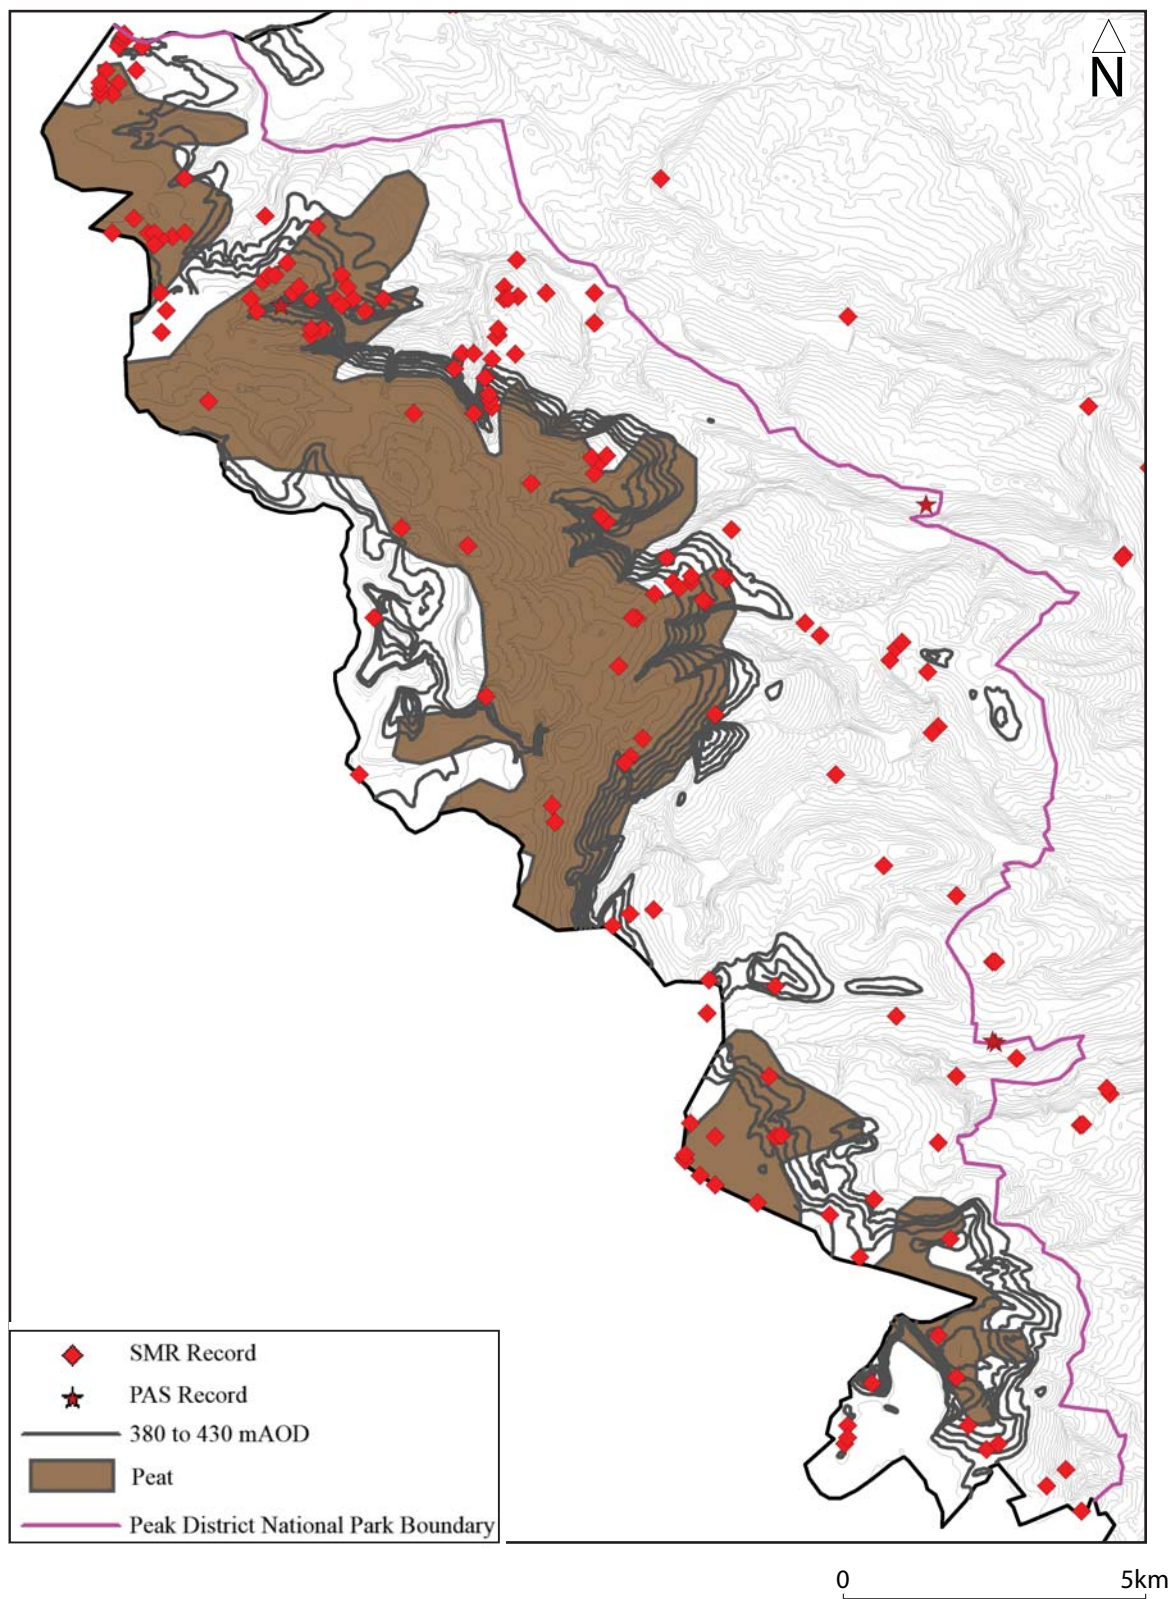 N
SMR Record
PAS Record
380 to 430 mAOD
Peat
Peak District National Park Boundary
0 5km